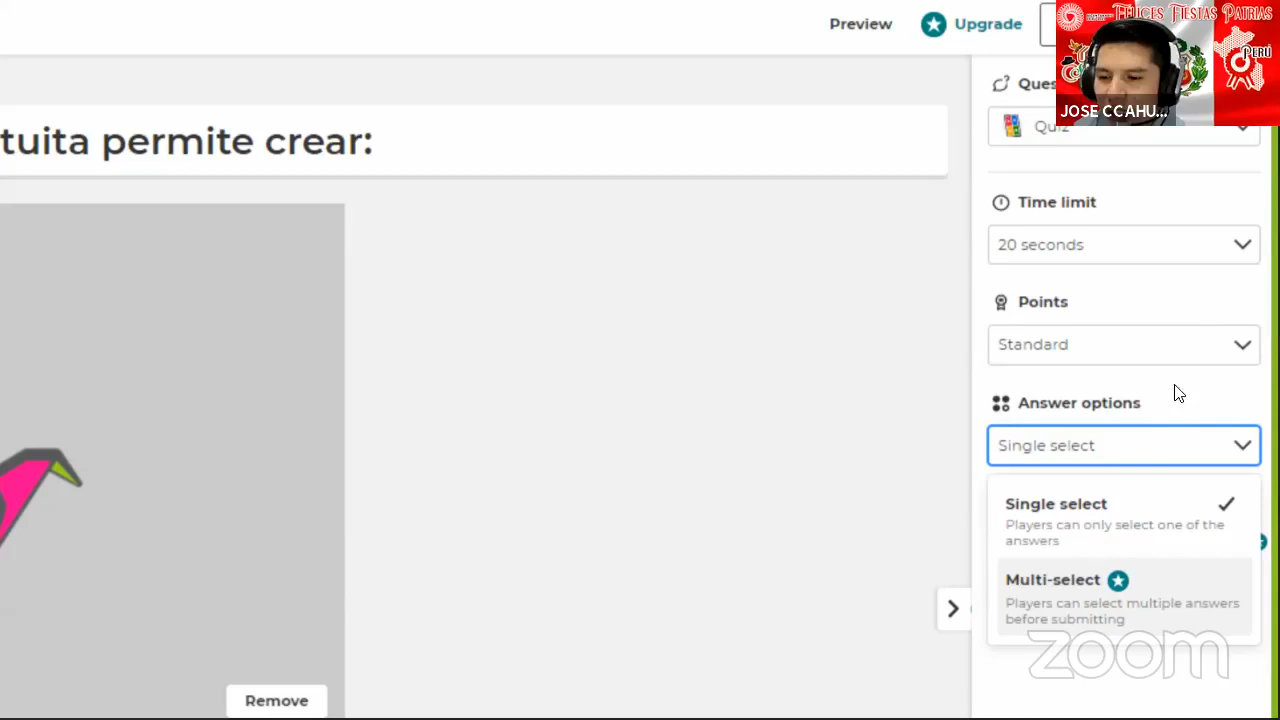 Preview
Upgrade
FELICES FIESTAS PATRIAS
PERÚ
JOSE CCAHU...
Ques
Quiz
tuita permite crear:
Time limit
20 seconds
Points
Standard
Answer options
Single select
Single select
Players can only select one of the
answers
Multi-select
Players can select multiple answers
before submitting
zoom
Remove